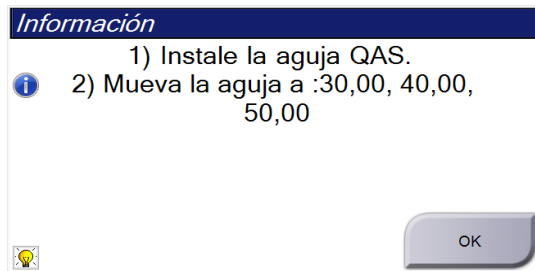 Información
1) Instale la aguja QAS.
2) Mueva la aguja a :30,00, 40,00,
50,00
OK